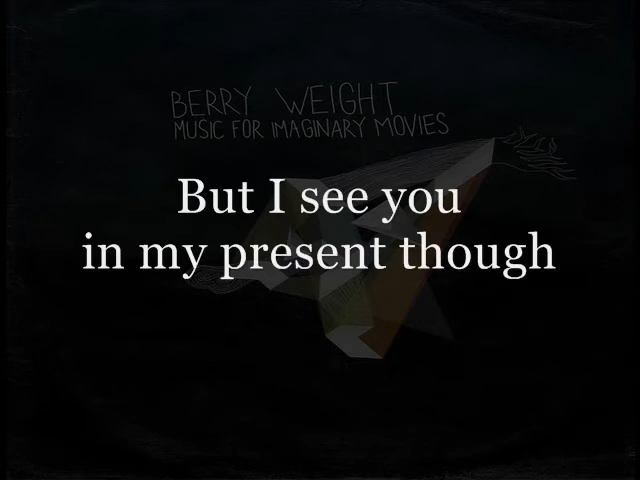 BERRY WEIGHT
MUSIC FOR IMAGINARY MOVIES
But I see you
in my present though